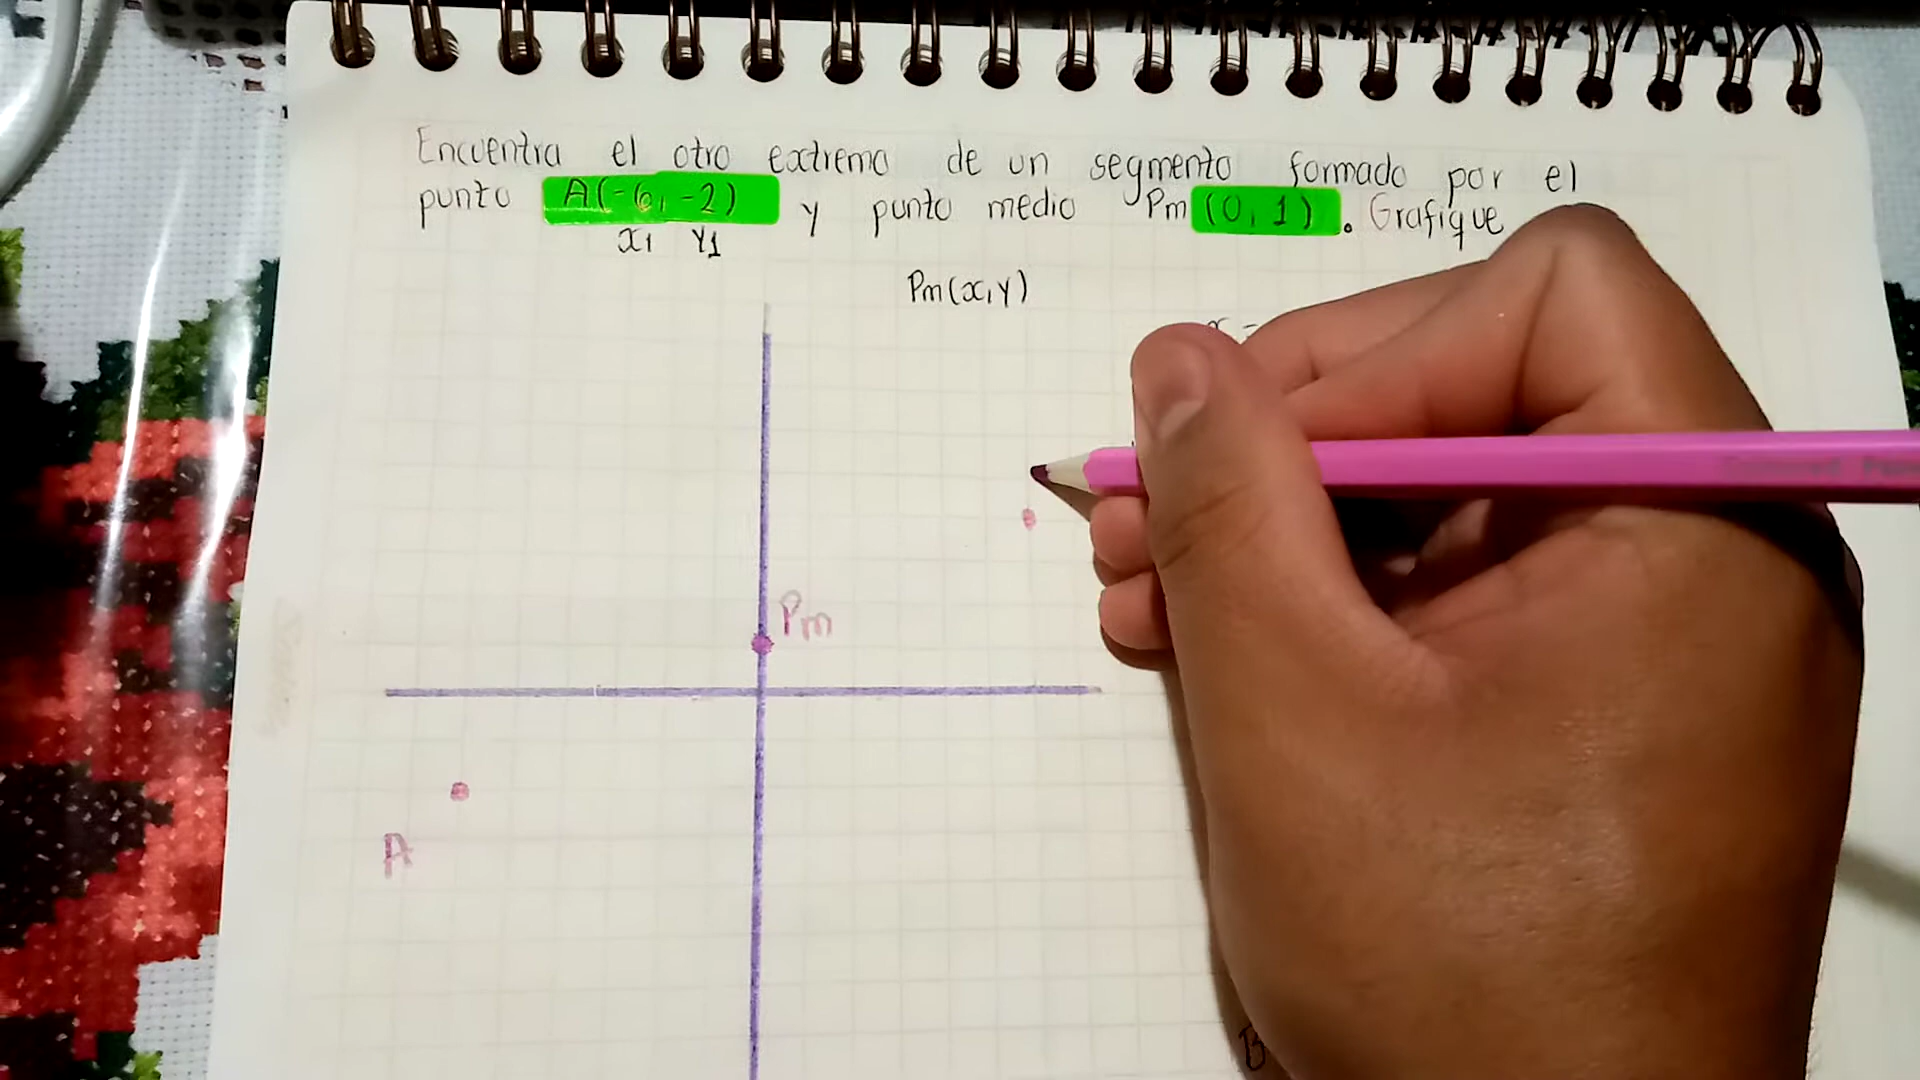 Encuentra el otro extremo de un segmento formado por el
punto A(-6, -2) y punto medio Pm (0, 1). Grafique
x1 Y1
Pm(x,y)
x =
Pm
A
B